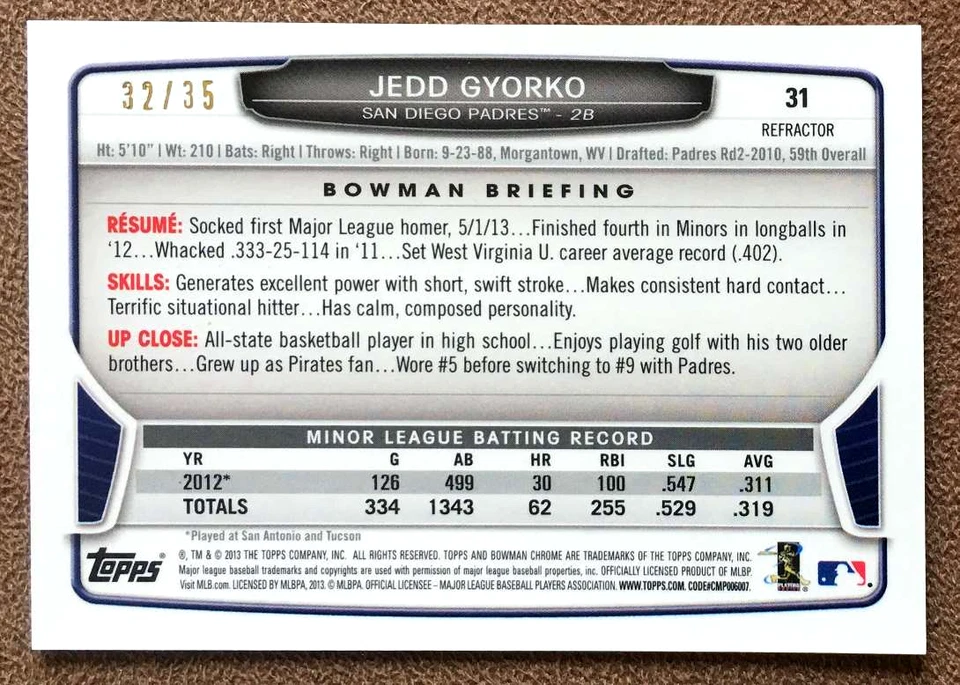 32/35
JEDD GYORKO
SAN DIEGO PADRES™ - 2B
31
REFRACTOR
Ht: 5'10" | Wt: 210 | Bats: Right | Throws: Right | Born: 9-23-88, Morgantown, WV | Drafted: Padres Rd2-2010, 59th Overall
BOWMAN BRIEFING
RÉSUMÉ: Socked first Major League homer, 5/1/13...Finished fourth in Minors in longballs in
'12...Whacked .333-25-114 in '11...Set West Virginia U. career average record (.402).
SKILLS: Generates excellent power with short, swift stroke...Makes consistent hard contact...
Terrific situational hitter...Has calm, composed personality.
UP CLOSE: All-state basketball player in high school...Enjoys playing golf with his two older
brothers...Grew up as Pirates fan...Wore #5 before switching to #9 with Padres.
MINOR LEAGUE BATTING RECORD
YR G AB HR RBI SLG AVG
2012* 126 499 30 100 .547 .311
TOTALS 334 1343 62 255 .529 .319
*Played at San Antonio and Tucson
Topps®
®, TM & © 2013 THE TOPPS COMPANY, INC. ALL RIGHTS RESERVED. TOPPS AND BOWMAN CHROME ARE TRADEMARKS OF THE TOPPS COMPANY, INC.
Major league baseball trademarks and copyrights are used with permission of major league baseball properties, inc. OFFICIALLY LICENSED PRODUCT OF MLBP.
Visit MLB.com. LICENSED BY MLBPA, 2013. © MLBPA. OFFICIAL LICENSEE – MAJOR LEAGUE BASEBALL PLAYERS ASSOCIATION. WWW.TOPPS.COM. CODE#CMP006007.